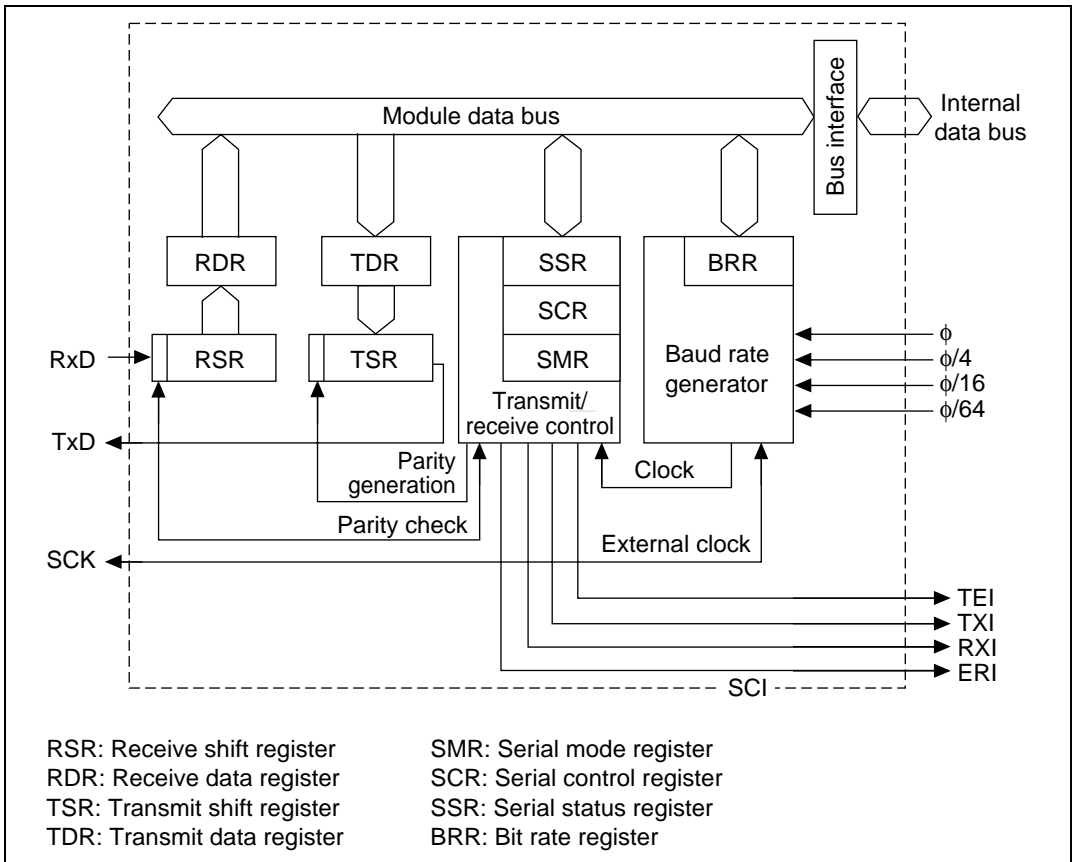 Module data bus
Bus interface
Internal
data bus
RDR
TDR
SSR
BRR
SCR
RxD
RSR
TSR
SMR
Baud rate
generator
ϕ
ϕ/4
ϕ/16
ϕ/64
Transmit/
receive control
TxD
Parity
generation
Clock
Parity check
SCK
External clock
TEI
TXI
RXI
ERI
SCI
RSR: Receive shift register
RDR: Receive data register
TSR: Transmit shift register
TDR: Transmit data register
SMR: Serial mode register
SCR: Serial control register
SSR: Serial status register
BRR: Bit rate register